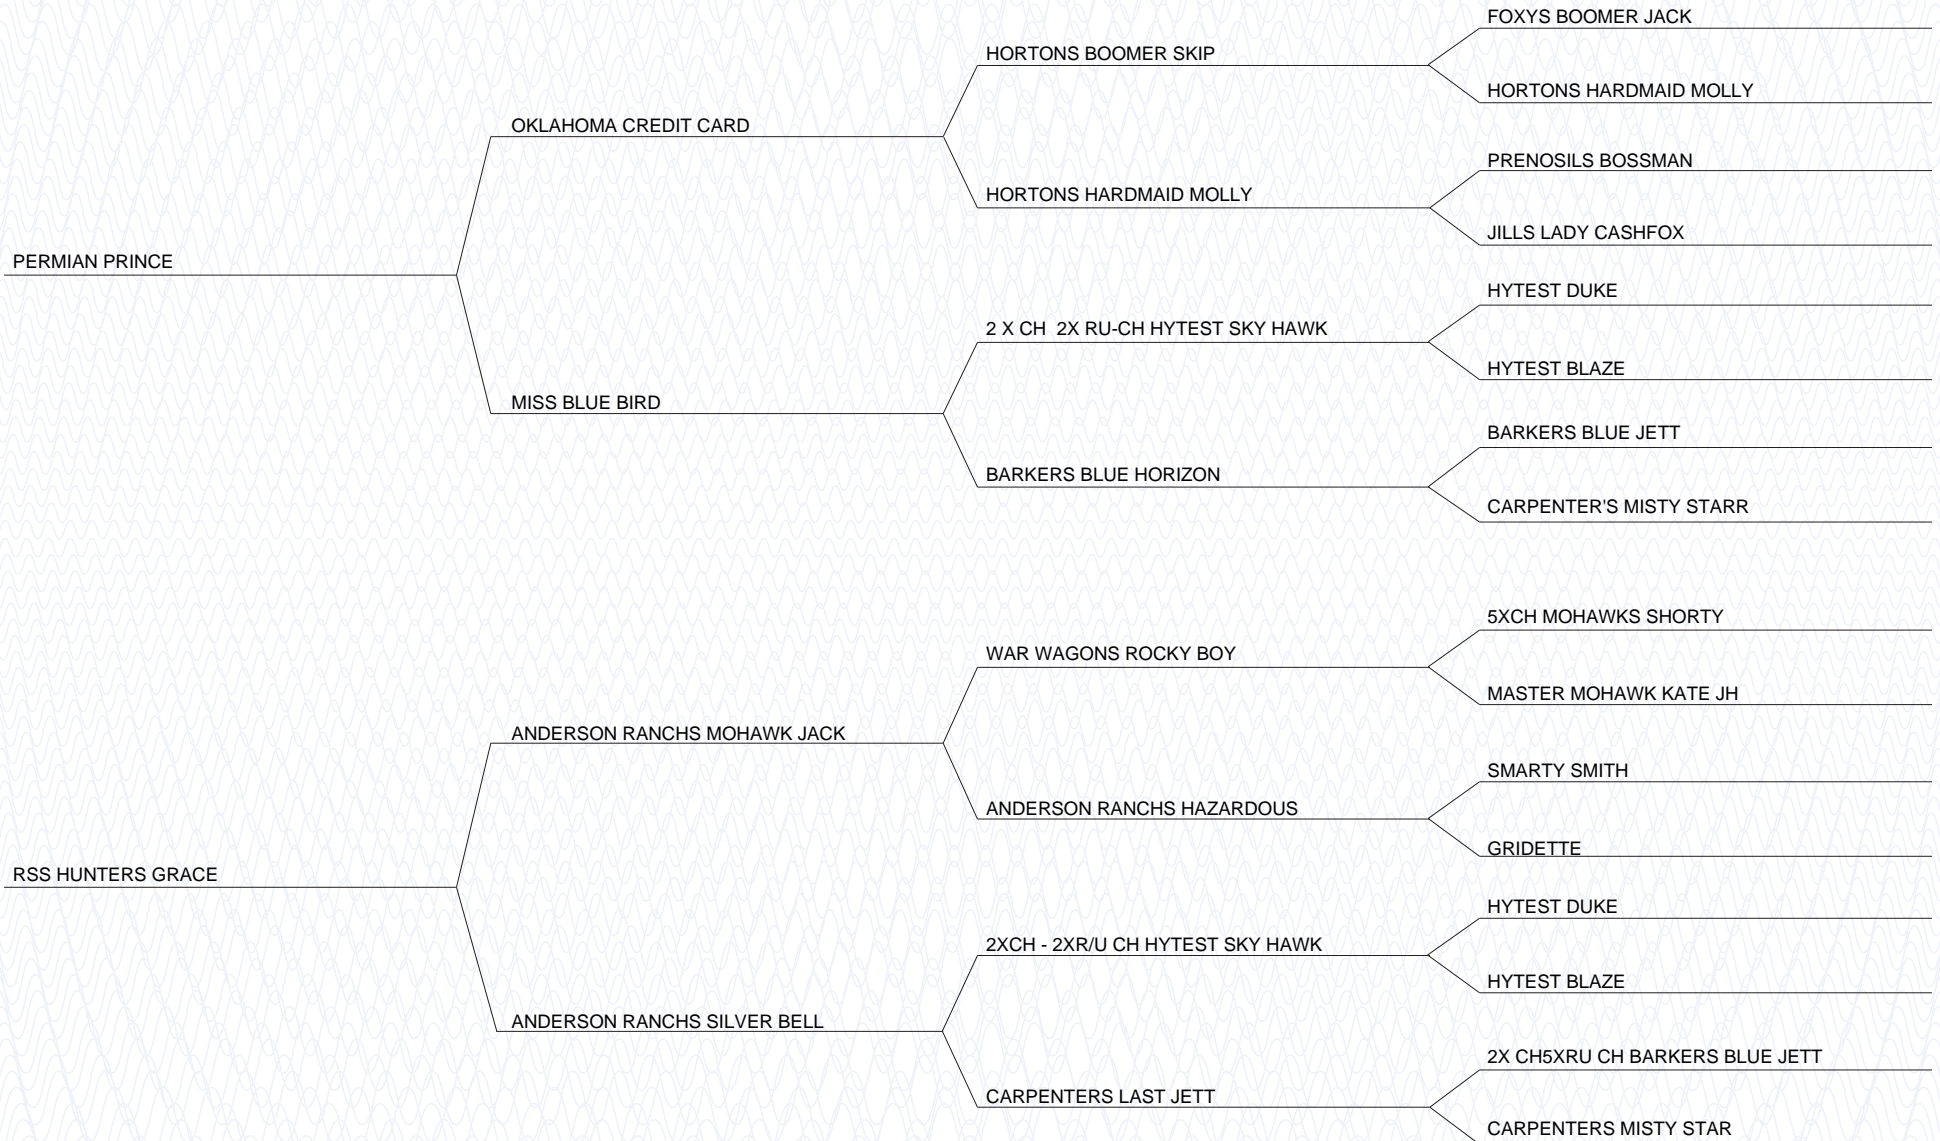 FOXYS BOOMER JACK
HORTONS BOOMER SKIP
HORTONS HARDMAID MOLLY
OKLAHOMA CREDIT CARD
PRENOSILS BOSSMAN
HORTONS HARDMAID MOLLY
JILLS LADY CASHFOX
PERMIAN PRINCE
HYTEST DUKE
2 X CH  2X RU-CH HYTEST SKY HAWK
HYTEST BLAZE
MISS BLUE BIRD
BARKERS BLUE JETT
BARKERS BLUE HORIZON
CARPENTER'S MISTY STARR
5XCH MOHAWKS SHORTY
WAR WAGONS ROCKY BOY
MASTER MOHAWK KATE JH
ANDERSON RANCHS MOHAWK JACK
SMARTY SMITH
ANDERSON RANCHS HAZARDOUS
GRIDETTE
RSS HUNTERS GRACE
HYTEST DUKE
2XCH - 2XR/U CH HYTEST SKY HAWK
HYTEST BLAZE
ANDERSON RANCHS SILVER BELL
2X CH5XRU CH BARKERS BLUE JETT
CARPENTERS LAST JETT
CARPENTERS MISTY STAR